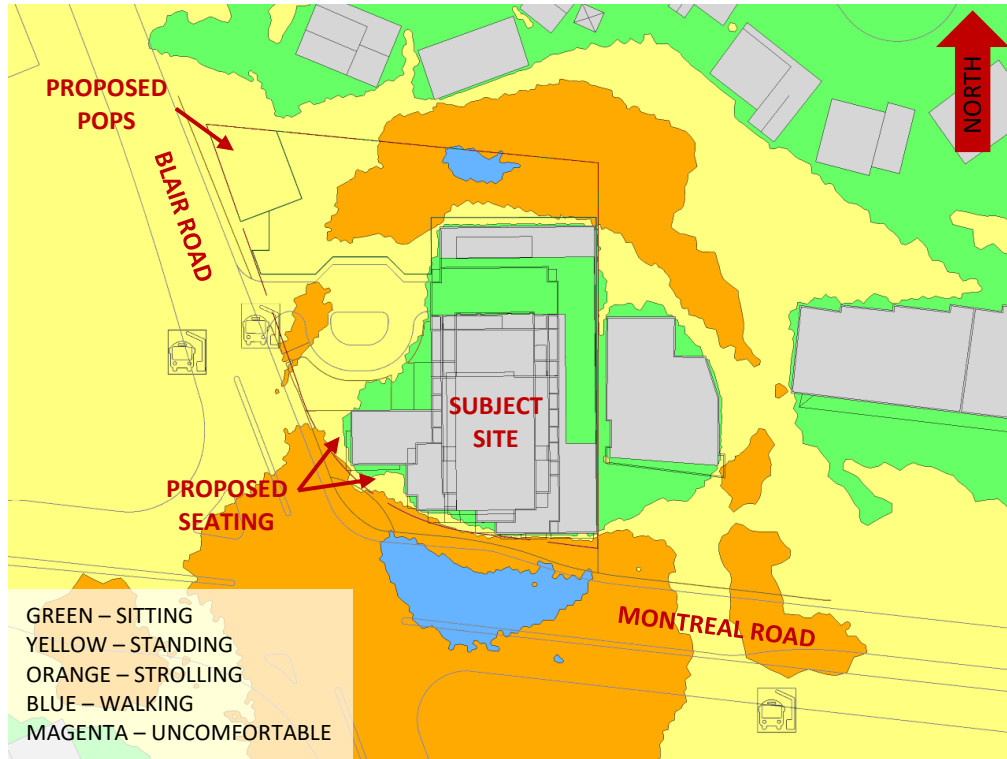 NORTH
PROPOSED
POPS
BLAIR ROAD
SUBJECT
SITE
PROPOSED
SEATING
MONTREAL ROAD
GREEN – SITTING
YELLOW – STANDING
ORANGE – STROLLING
BLUE – WALKING
MAGENTA – UNCOMFORTABLE